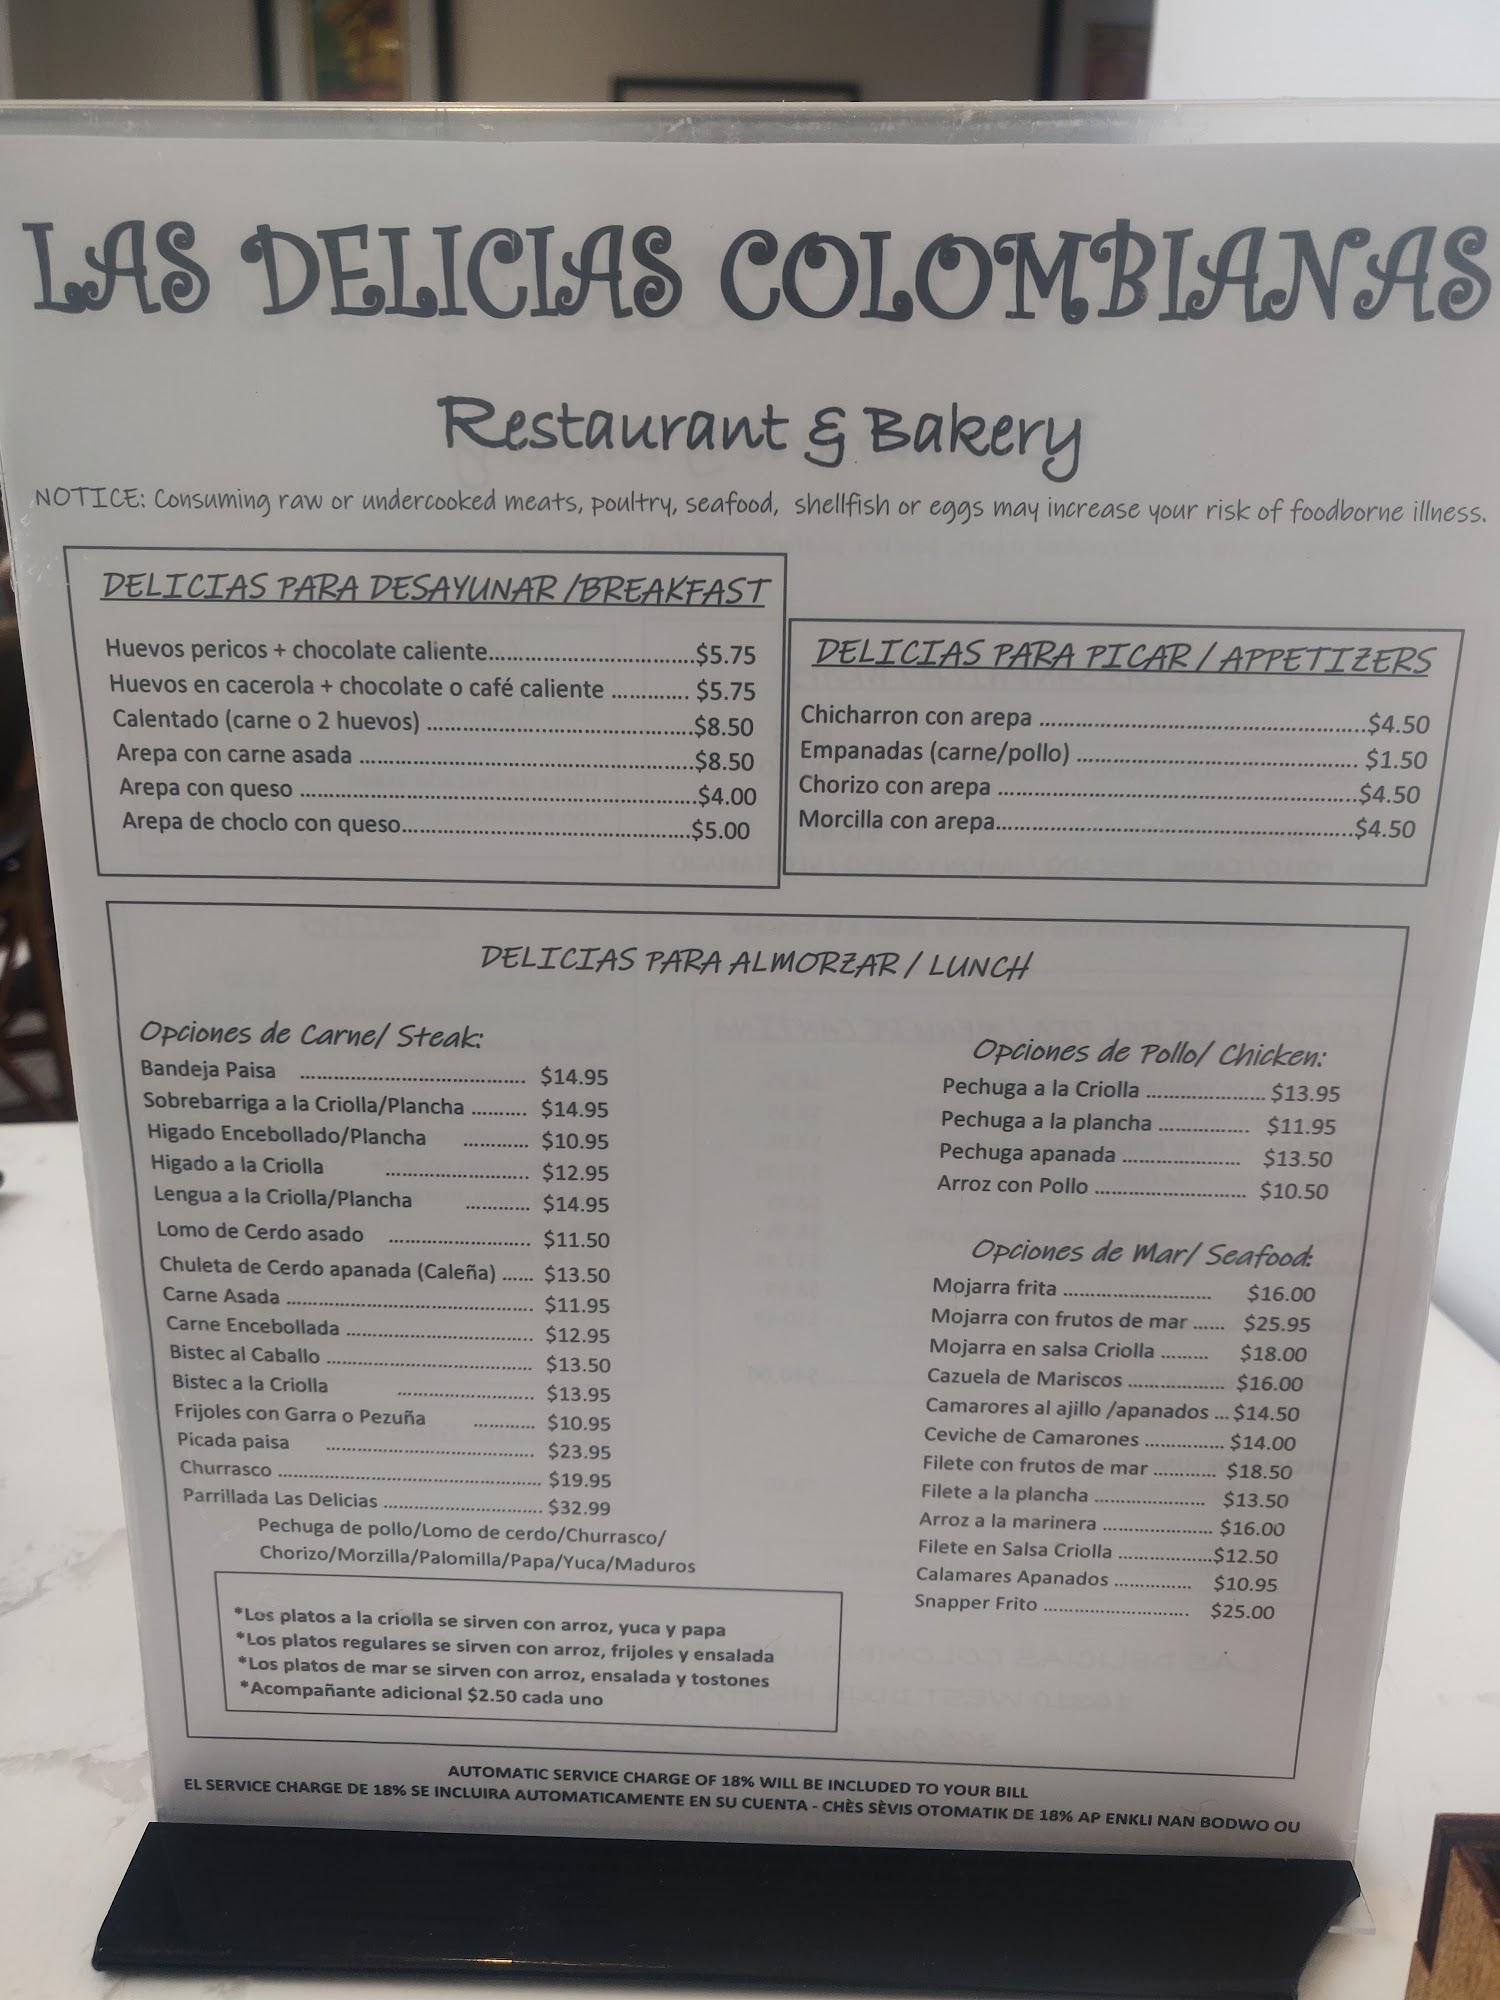 LAS DELICIAS COLOMBIANAS
Restaurant & Bakery
NOTICE: Consuming raw or undercooked meats, poultry, seafood, shellfish or eggs may increase your risk of foodborne illness.
DELICIAS PARA DESAYUNAR /BREAKFAST
Huevos pericos + chocolate caliente.................................$5.75
Huevos en cacerola + chocolate o café caliente ............ $5.75
Calentado (carne o 2 huevos) ..........................................$8.50
Arepa con carne asada .....................................................$8.50
Arepa con queso ...............................................................$4.00
Arepa de choclo con queso..............................................$5.00
DELICIAS PARA PICAR / APPETIZERS
Chicharron con arepa .....................................................$4.50
Empanadas (carne/pollo) ............................................. $1.50
Chorizo con arepa ..........................................................$4.50
Morcilla con arepa..........................................................$4.50
DELICIAS PARA ALMORZAR / LUNCH
Opciones de Carne/ Steak:
Bandeja Paisa ........................................ $14.95
Sobrebarriga a la Criolla/Plancha .......... $14.95
Higado Encebollado/Plancha ............ $10.95
Higado a la Criolla .......................... $12.95
Lengua a la Criolla/Plancha ............ $14.95
Lomo de Cerdo asado .......................... $11.50
Chuleta de Cerdo apanada (Caleña) ...... $13.50
Carne Asada ............................................. $11.95
Carne Encebollada .................................. $12.95
Bistec al Caballo ..................................... $13.50
Bistec a la Criolla ......................... $13.95
Frijoles con Garra o Pezuña ............ $10.95
Picada paisa ...................................... $23.95
Churrasco ................................................ $19.95
Parrillada Las Delicias ............................. $32.99
Pechuga de pollo/Lomo de cerdo/Churrasco/
Chorizo/Morzilla/Palomilla/Papa/Yuca/Maduros
*Los platos a la criolla se sirven con arroz, yuca y papa
*Los platos regulares se sirven con arroz, frijoles y ensalada
*Los platos de mar se sirven con arroz, ensalada y tostones
*Acompañante adicional $2.50 cada uno
Opciones de Pollo/ Chicken:
Pechuga a la Criolla ..................... $13.95
Pechuga a la plancha ................ $11.95
Pechuga apanada ..................... $13.50
Arroz con Pollo ........................... $10.50
Opciones de Mar/ Seafood:
Mojarra frita ........................... $16.00
Mojarra con frutos de mar ...... $25.95
Mojarra en salsa Criolla ......... $18.00
Cazuela de Mariscos .................. $16.00
Camarores al ajillo /apanados ... $14.50
Ceviche de Camarones ............... $14.00
Filete con frutos de mar ............ $18.50
Filete a la plancha .................... $13.50
Arroz a la marinera .................... $16.00
Filete en Salsa Criolla .................$12.50
Calamares Apanados .............. $10.95
Snapper Frito ........................... $25.00
AUTOMATIC SERVICE CHARGE OF 18% WILL BE INCLUDED TO YOUR BILL
EL SERVICE CHARGE DE 18% SE INCLUIRA AUTOMATICAMENTE EN SU CUENTA - CHÈS SÈVIS OTOMATIK DE 18% AP ENKLI NAN BODWO OU